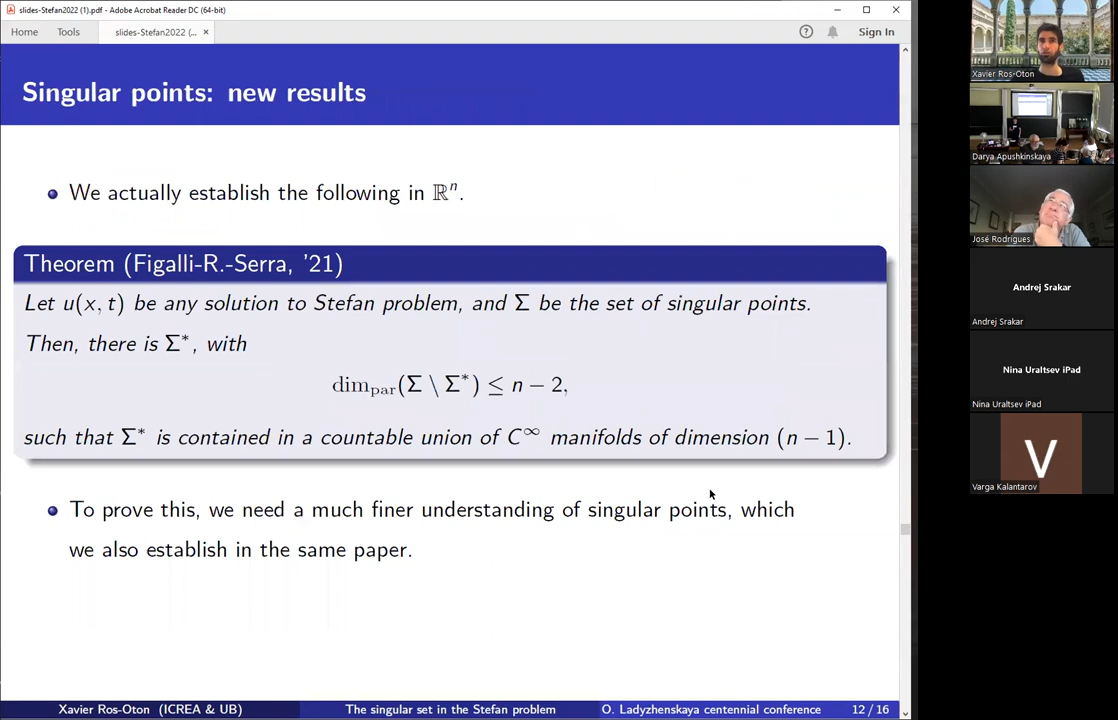 slides-Stefan2022 (1).pdf - Adobe Acrobat Reader DC (64-bit)
Home Tools slides-Stefan2022 (... × Sign In
Singular points: new results
We actually establish the following in ℝⁿ.
Theorem (Figalli-R.-Serra, '21)
Let u(x, t) be any solution to Stefan problem, and Σ be the set of singular points.
Then, there is Σ*, with
dim_par(Σ \ Σ*) ≤ n − 2,
such that Σ* is contained in a countable union of C^∞ manifolds of dimension (n − 1).
To prove this, we need a much finer understanding of singular points, which
we also establish in the same paper.
Xavier Ros-Oton (ICREA & UB) The singular set in the Stefan problem O. Ladyzhenskaya centennial conference 12 / 16
Xavier Ros-Oton
Darya Apushkinskaya
José Rodrigues
Andrej Srakar
Andrej Srakar
Nina Uraltsev iPad
Nina Uraltsev iPad
V
Varga Kalantarov